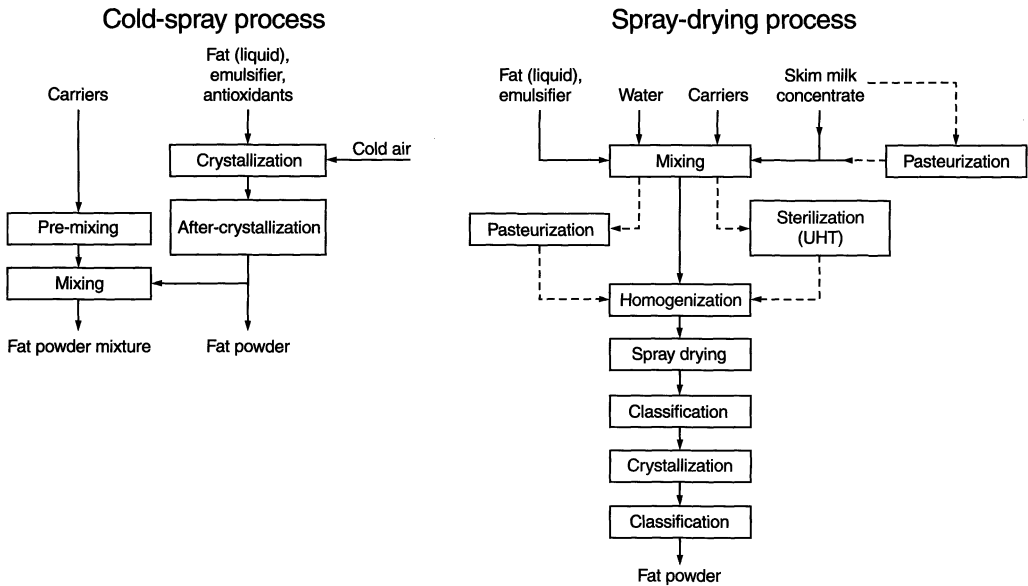 Cold-spray process
Fat (liquid),
emulsifier,
antioxidants
Carriers
Cold air
Crystallization
Pre-mixing
After-crystallization
Mixing
Fat powder mixture
Fat powder
Spray-drying process
Fat (liquid),
emulsifier
Water
Carriers
Skim milk
concentrate
Mixing
Pasteurization
Pasteurization
Sterilization
(UHT)
Homogenization
Spray drying
Classification
Crystallization
Classification
Fat powder